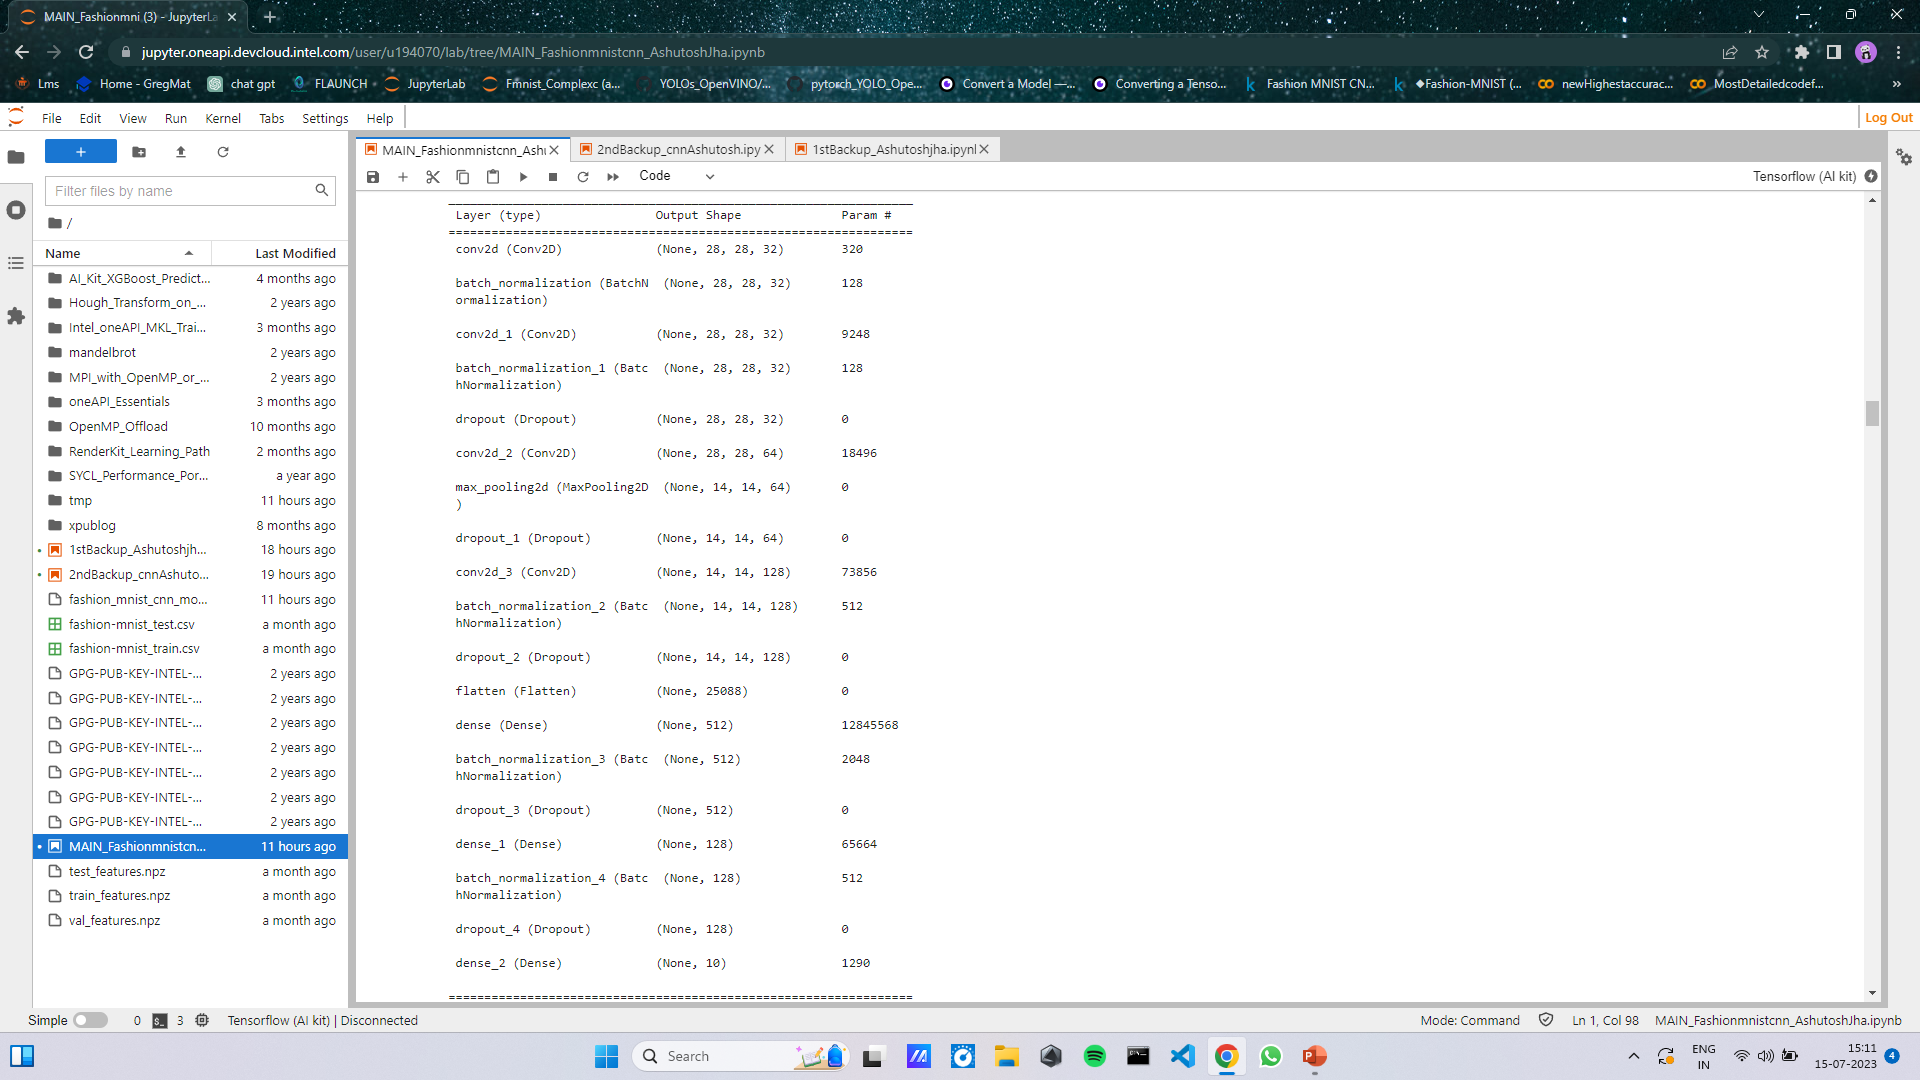 MAIN_Fashionmni (3) - JupyterLa
jupyter.oneapi.devcloud.intel.com/user/u194070/lab/tree/MAIN_Fashionmnistcnn_AshutoshJha.ipynb
Lms
Home - GregMat
chat gpt
FLAUNCH
JupyterLab
Fmnist_Complexc (a...
YOLOs_OpenVINO/...
pytorch_YOLO_Ope...
Convert a Model —...
Converting a Tenso...
Fashion MNIST CN...
◆Fashion-MNIST (...
newHighestaccurac...
MostDetailedcodef...
»
File Edit View Run Kernel Tabs Settings Help
Log Out
Filter files by name
/
Name Last Modified
AI_Kit_XGBoost_Predict... 4 months ago
Hough_Transform_on_... 2 years ago
Intel_oneAPI_MKL_Trai... 3 months ago
mandelbrot 2 years ago
MPI_with_OpenMP_or_... 2 years ago
oneAPI_Essentials 3 months ago
OpenMP_Offload 10 months ago
RenderKit_Learning_Path 2 months ago
SYCL_Performance_Por... a year ago
tmp 11 hours ago
xpublog 8 months ago
1stBackup_Ashutoshjh... 18 hours ago
2ndBackup_cnnAshuto... 19 hours ago
fashion_mnist_cnn_mo... 11 hours ago
fashion-mnist_test.csv a month ago
fashion-mnist_train.csv a month ago
GPG-PUB-KEY-INTEL-... 2 years ago
GPG-PUB-KEY-INTEL-... 2 years ago
GPG-PUB-KEY-INTEL-... 2 years ago
GPG-PUB-KEY-INTEL-... 2 years ago
GPG-PUB-KEY-INTEL-... 2 years ago
GPG-PUB-KEY-INTEL-... 2 years ago
GPG-PUB-KEY-INTEL-... 2 years ago
MAIN_Fashionmnistcn... 11 hours ago
test_features.npz a month ago
train_features.npz a month ago
val_features.npz a month ago
MAIN_Fashionmnistcnn_Ashu
2ndBackup_cnnAshutosh.ipy
1stBackup_Ashutoshjha.ipynl
Code
Tensorflow (AI kit)
Layer (type) Output Shape Param #
=================================================================
conv2d (Conv2D) (None, 28, 28, 32) 320
batch_normalization (BatchN (None, 28, 28, 32) 128
ormalization)
conv2d_1 (Conv2D) (None, 28, 28, 32) 9248
batch_normalization_1 (Batc (None, 28, 28, 32) 128
hNormalization)
dropout (Dropout) (None, 28, 28, 32) 0
conv2d_2 (Conv2D) (None, 28, 28, 64) 18496
max_pooling2d (MaxPooling2D (None, 14, 14, 64) 0
)
dropout_1 (Dropout) (None, 14, 14, 64) 0
conv2d_3 (Conv2D) (None, 14, 14, 128) 73856
batch_normalization_2 (Batc (None, 14, 14, 128) 512
hNormalization)
dropout_2 (Dropout) (None, 14, 14, 128) 0
flatten (Flatten) (None, 25088) 0
dense (Dense) (None, 512) 12845568
batch_normalization_3 (Batc (None, 512) 2048
hNormalization)
dropout_3 (Dropout) (None, 512) 0
dense_1 (Dense) (None, 128) 65664
batch_normalization_4 (Batc (None, 128) 512
hNormalization)
dropout_4 (Dropout) (None, 128) 0
dense_2 (Dense) (None, 10) 1290
=================================================================
Simple 0 3 Tensorflow (AI kit) | Disconnected
Mode: Command Ln 1, Col 98 MAIN_Fashionmnistcnn_AshutoshJha.ipynb
Search
ENG
IN
15:11
15-07-2023
4